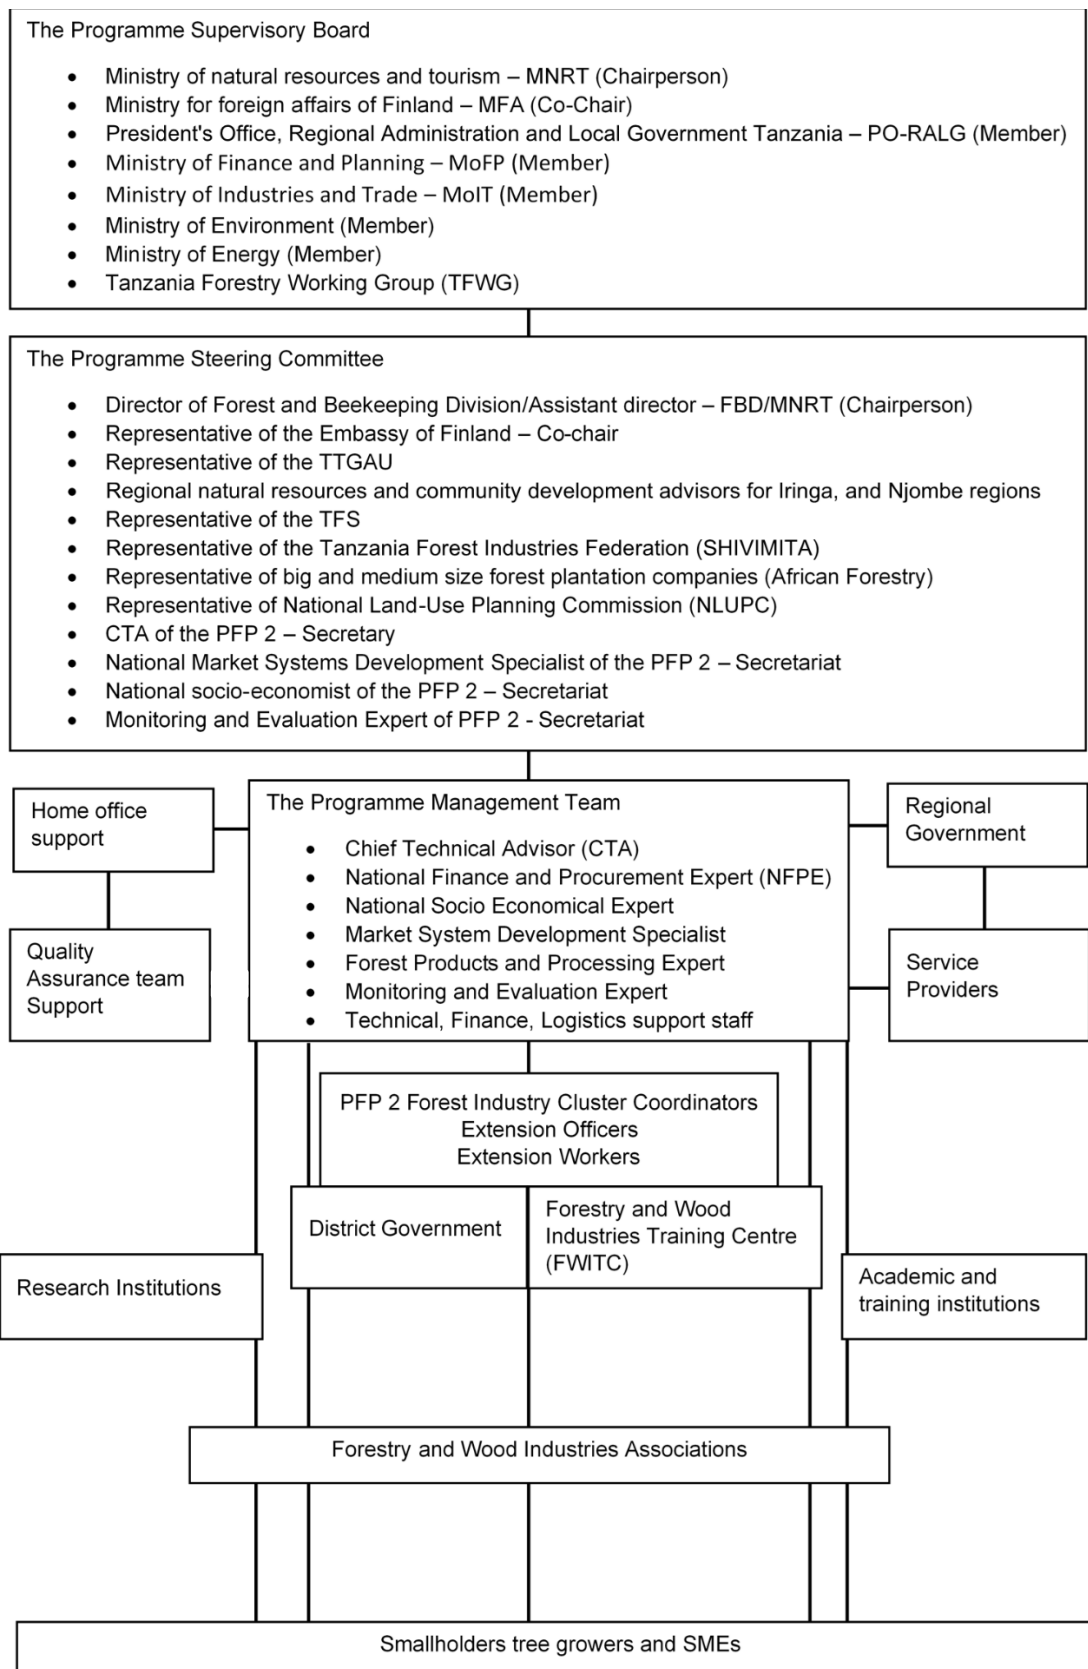 The Programme Supervisory Board
• Ministry of natural resources and tourism – MNRT (Chairperson)
• Ministry for foreign affairs of Finland – MFA (Co-Chair)
• President's Office, Regional Administration and Local Government Tanzania – PO-RALG (Member)
• Ministry of Finance and Planning – MoFP (Member)
• Ministry of Industries and Trade – MoIT (Member)
• Ministry of Environment (Member)
• Ministry of Energy (Member)
• Tanzania Forestry Working Group (TFWG)
The Programme Steering Committee
• Director of Forest and Beekeeping Division/Assistant director – FBD/MNRT (Chairperson)
• Representative of the Embassy of Finland – Co-chair
• Representative of the TTGAU
• Regional natural resources and community development advisors for Iringa, and Njombe regions
• Representative of the TFS
• Representative of the Tanzania Forest Industries Federation (SHIVIMITA)
• Representative of big and medium size forest plantation companies (African Forestry)
• Representative of National Land-Use Planning Commission (NLUPC)
• CTA of the PFP 2 – Secretary
• National Market Systems Development Specialist of the PFP 2 – Secretariat
• National socio-economist of the PFP 2 – Secretariat
• Monitoring and Evaluation Expert of PFP 2 - Secretariat
Home office
support
Quality
Assurance team
Support
The Programme Management Team
• Chief Technical Advisor (CTA)
• National Finance and Procurement Expert (NFPE)
• National Socio Economical Expert
• Market System Development Specialist
• Forest Products and Processing Expert
• Monitoring and Evaluation Expert
• Technical, Finance, Logistics support staff
Regional
Government
Service
Providers
PFP 2 Forest Industry Cluster Coordinators
Extension Officers
Extension Workers
District Government
Forestry and Wood
Industries Training Centre
(FWITC)
Research Institutions
Academic and
training institutions
Forestry and Wood Industries Associations
Smallholders tree growers and SMEs